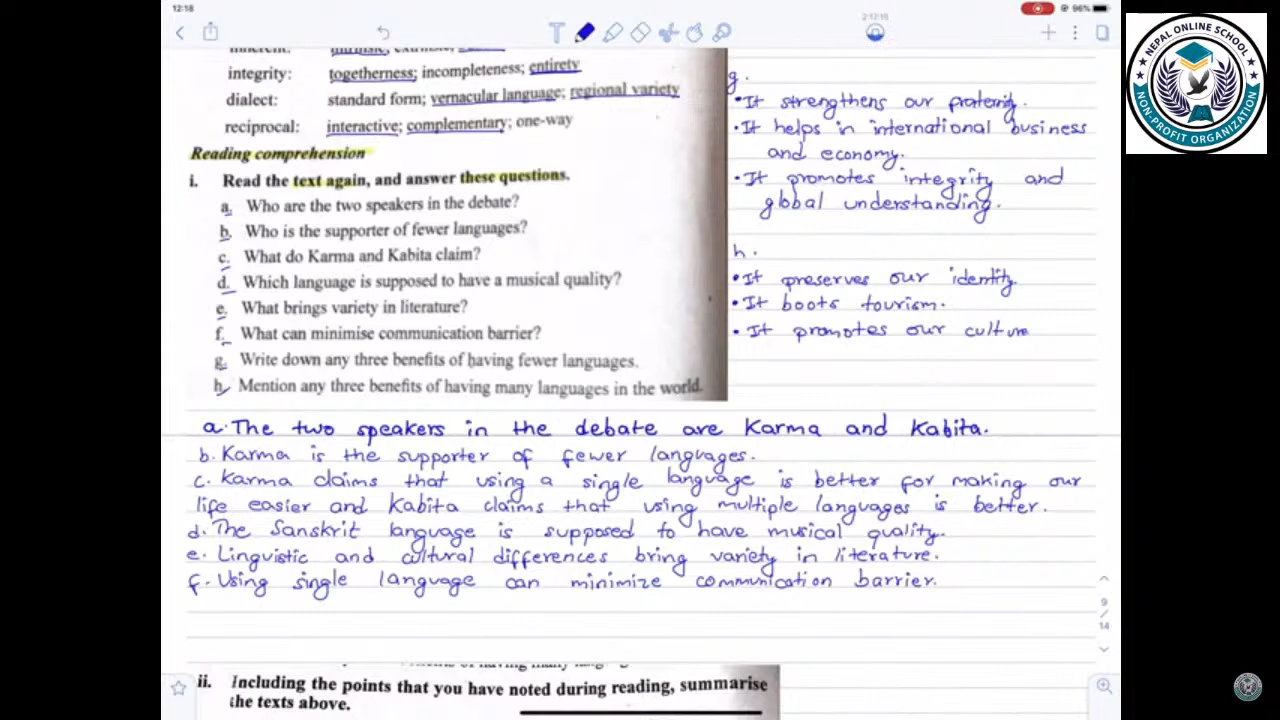 12:18
2:17:15
96%
integrity: togetherness; incompleteness; entirety
dialect: standard form; vernacular language; regional variety
reciprocal: interactive; complementary; one-way
Reading comprehension
i. Read the text again, and answer these questions.
a. Who are the two speakers in the debate?
b. Who is the supporter of fewer languages?
c. What do Karma and Kabita claim?
d. Which language is supposed to have a musical quality?
e. What brings variety in literature?
f. What can minimise communication barrier?
g. Write down any three benefits of having fewer languages.
h. Mention any three benefits of having many languages in the world.
g.
• It strengthens our
• It helps in international business
and economy.
• It promotes integrity and
global understanding.
h.
• It preserves our identity
• It boots tourism.
• It promotes our culture
a. The two speakers in the debate are Karma and Kabita.
b. Karma is the supporter of fewer languages.
c. Karma claims that using a single language is better for making our
life easier and Kabita claims that using multiple languages is better.
d. The Sanskrit language is supposed to have musical quality.
e. Linguistic and cultural differences bring variety in literature.
f. Using single language can minimize communication barrier.
9
/
14
ii. Including the points that you have noted during reading, summarise
the texts above.
NEPAL ONLINE SCHOOL
NON-PROFIT ORGANIZATION